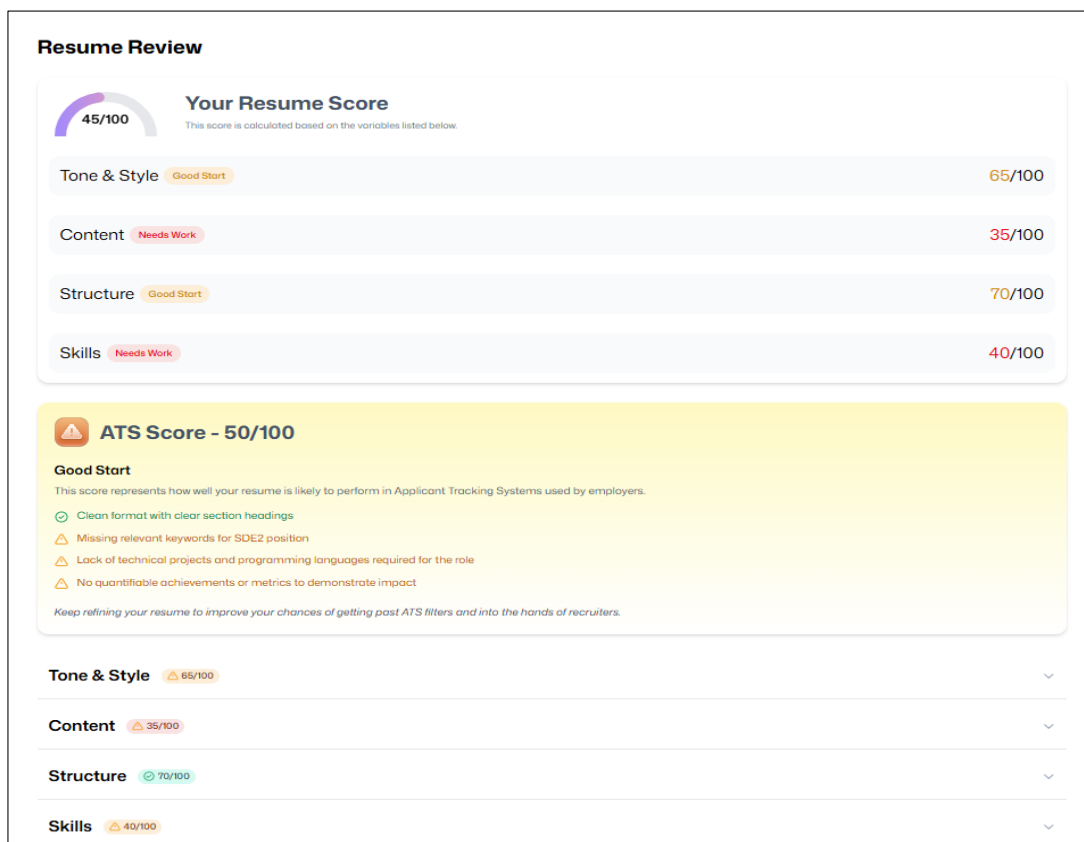 Resume Review
45/100
Your Resume Score
This score is calculated based on the variables listed below.
Tone & Style Good Start 65/100
Content Needs Work 35/100
Structure Good Start 70/100
Skills Needs Work 40/100
ATS Score - 50/100
Good Start
This score represents how well your resume is likely to perform in Applicant Tracking Systems used by employers.
Clean format with clear section headings
Missing relevant keywords for SDE2 position
Lack of technical projects and programming languages required for the role
No quantifiable achievements or metrics to demonstrate impact
Keep refining your resume to improve your chances of getting past ATS filters and into the hands of recruiters.
Tone & Style 65/100
Content 35/100
Structure 70/100
Skills 40/100